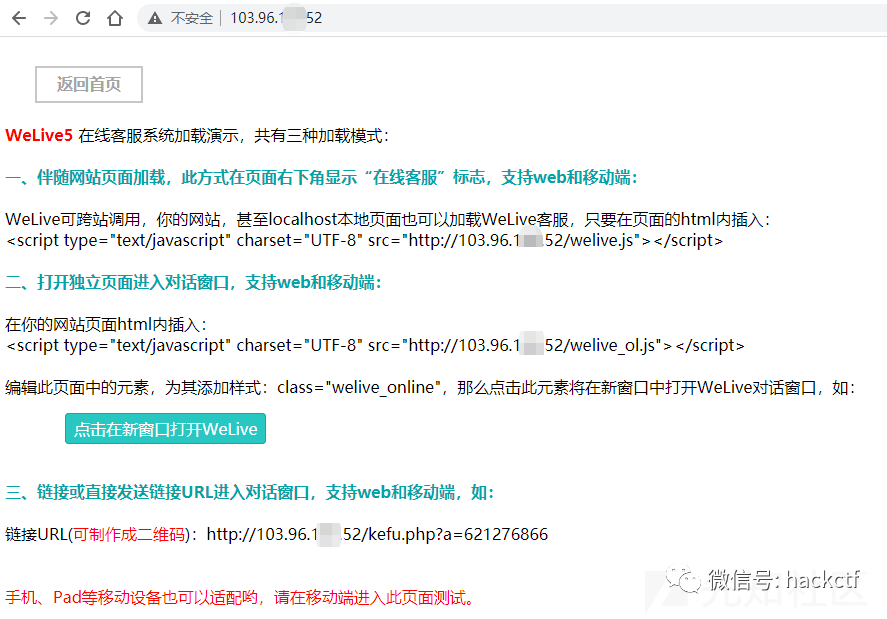 不安全 | 103.96.1 52
返回首页
WeLive5 在线客服系统加载演示，共有三种加载模式：
一、伴随网站页面加载，此方式在页面右下角显示“在线客服”标志，支持web和移动端：
WeLive可跨站调用，你的网站，甚至localhost本地页面也可以加载WeLive客服，只要在页面的html内插入：
<script type="text/javascript" charset="UTF-8" src="http://103.96.1 .52/welive.js"></script>
二、打开独立页面进入对话窗口，支持web和移动端：
在你的网站页面html内插入：
<script type="text/javascript" charset="UTF-8" src="http://103.96.1 52/welive_ol.js"></script>
编辑此页面中的元素，为其添加样式：class="welive_online"，那么点击此元素将在新窗口中打开WeLive对话窗口，如：
点击在新窗口打开WeLive
三、链接或直接发送链接URL进入对话窗口，支持web和移动端，如：
链接URL(可制作成二维码)：http://103.96.1 .52/kefu.php?a=621276866
微信号: hackctf
手机、Pad等移动设备也可以适配哟，请在移动端进入此页面测试。